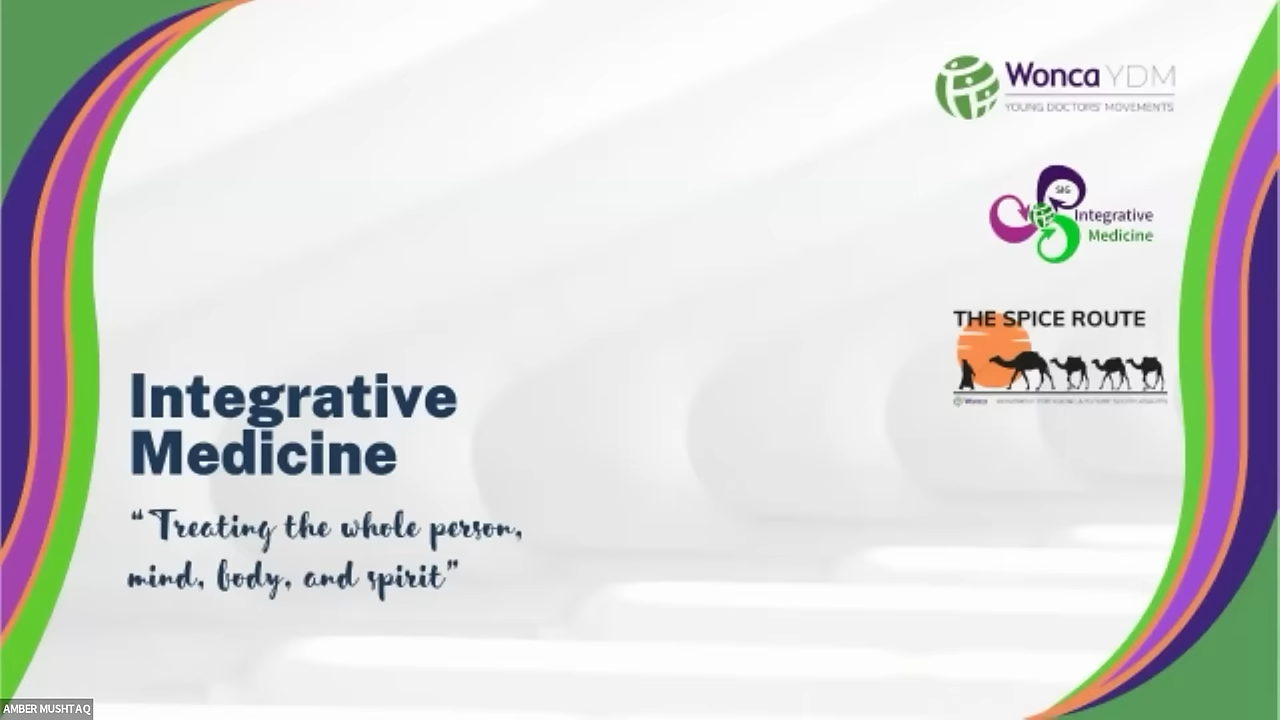 Wonca YDM
YOUNG DOCTORS' MOVEMENTS
SIG
Integrative
Medicine
THE SPICE ROUTE
Wonca
Integrative
Medicine
"Treating the whole person,
mind, body, and spirit"
AMBER MUSHTAQ